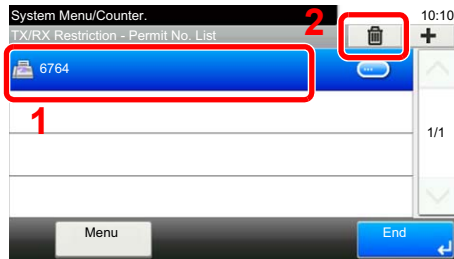 System Menu/Counter. 2 10:10
TX/RX Restriction - Permit No. List
6764
1
1/1
Menu End